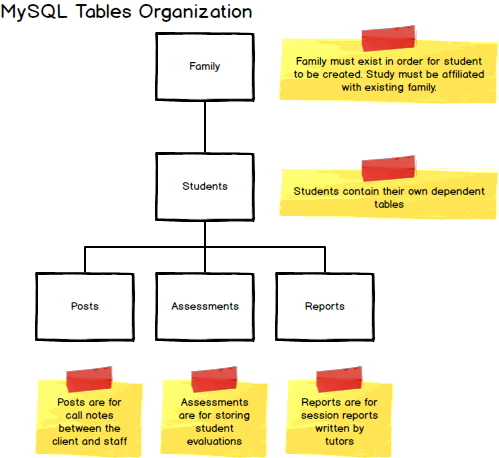 MySQL Tables Organization
Family
Family must exist in order for student
to be created. Study must be affiliated
with existing family.
Students
Students contain their own dependent
tables
Posts
Assessments
Reports
Posts are for
call notes
between the
client and staff
Assessments
are for storing
student
evaluations
Reports are for
session reports
written by
tutors